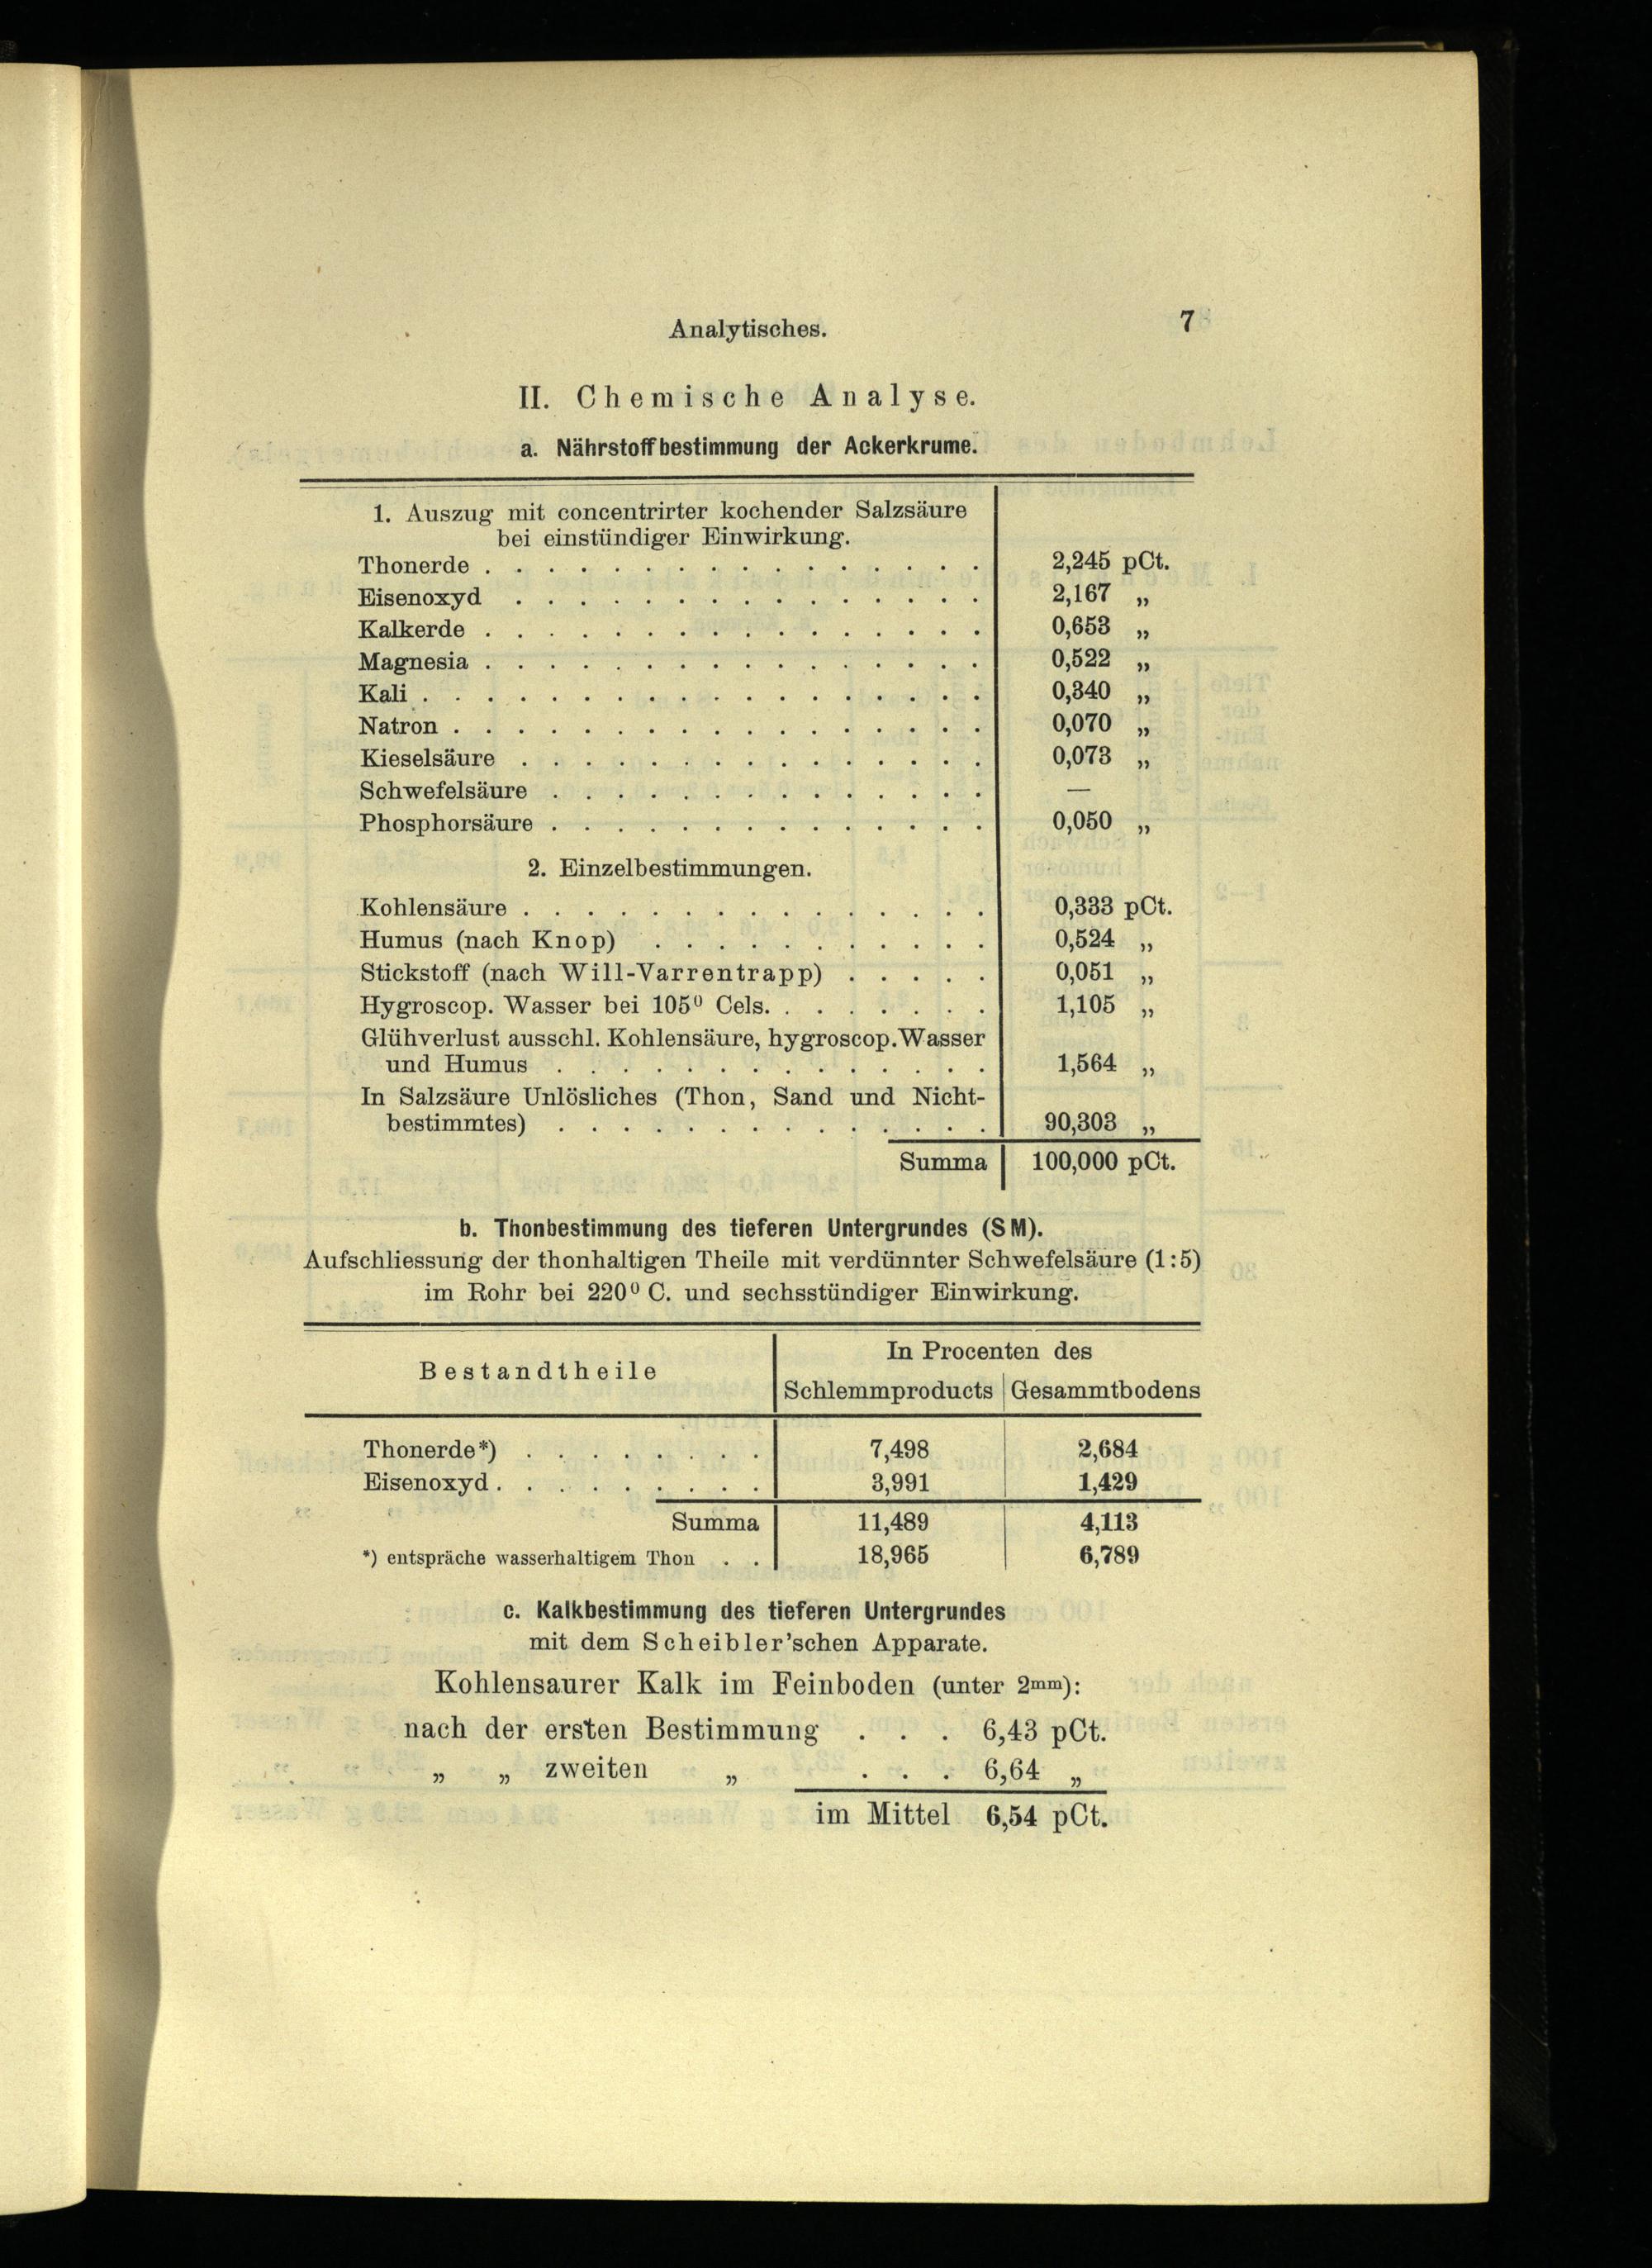 Analytisches. 7
II. Chemische Analyse.
a. Nährstoffbestimmung der Ackerkrume.
1. Auszug mit concentrirter kochender Salzsäure
bei einstündiger Einwirkung.
Thonerde . . . . . . . . . . . . . . . . 2,245 pCt.
Eisenoxyd . . . . . . . . . . . . . . . 2,167 „
Kalkerde . . . . . . . . . . . . . . . . 0,653 „
Magnesia . . . . . . . . . . . . . . . . 0,522 „
Kali . . . . . . . . . . . . . . . . . . 0,340 „
Natron . . . . . . . . . . . . . . . . . 0,070 „
Kieselsäure . . . . . . . . . . . . . . . 0,073 „
Schwefelsäure . . . . . . . . . . . . . . —
Phosphorsäure . . . . . . . . . . . . . . 0,050 „
2. Einzelbestimmungen.
Kohlensäure . . . . . . . . . . . . . . . 0,333 pCt.
Humus (nach Knop) . . . . . . . . . . . 0,524 „
Stickstoff (nach Will-Varrentrapp) . . . . . 0,051 „
Hygroscop. Wasser bei 105⁰ Cels. . . . . . . . 1,105 „
Glühverlust ausschl. Kohlensäure, hygroscop. Wasser
und Humus . . . . . . . . . . . . . . 1,564 „
In Salzsäure Unlösliches (Thon, Sand und Nicht-
bestimmtes) . . . . . . . . . . . . . . 90,303 „
Summa 100,000 pCt.
b. Thonbestimmung des tieferen Untergrundes (SM).
Aufschliessung der thonhaltigen Theile mit verdünnter Schwefelsäure (1:5)
im Rohr bei 220⁰ C. und sechsstündiger Einwirkung.
In Procenten des
Bestandtheile
Schlemmproducts Gesammtbodens
Thonerde*) . . . . . . . . 7,498 2,684
Eisenoxyd . . . . . . . . . 3,991 1,429
Summa 11,489 4,113
*) entspräche wasserhaltigem Thon . . 18,965 6,789
c. Kalkbestimmung des tieferen Untergrundes
mit dem Scheibler'schen Apparate.
Kohlensaurer Kalk im Feinboden (unter 2mm):
nach der ersten Bestimmung . . . 6,43 pCt.
„ „ zweiten „ . . . 6,64 „
im Mittel 6,54 pCt.